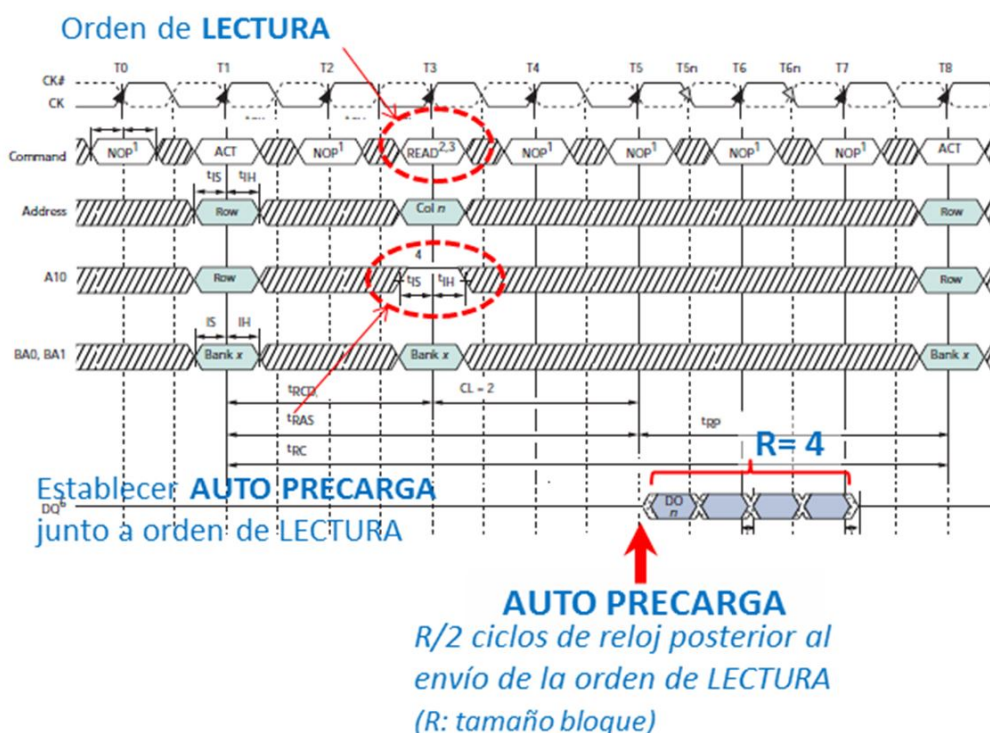 Orden de LECTURA
CK#
CK
T0 T1 T2 T3 T4 T5 T5n T6 T6n T7 T8
Command NOP1 ACT NOP1 READ2,3 NOP1 NOP1 NOP1 NOP1 ACT
tIS tIH
Address Row Col n Row
4
A10 Row tIS tIH Row
IS IH
BA0, BA1 Bank x Bank x Bank x
tRCD CL = 2
tRAS tRP
tRC R= 4
Establecer AUTO PRECARGA
DQ6 DO n
junto a orden de LECTURA
AUTO PRECARGA
R/2 ciclos de reloj posterior al
envío de la orden de LECTURA
(R: tamaño bloque)